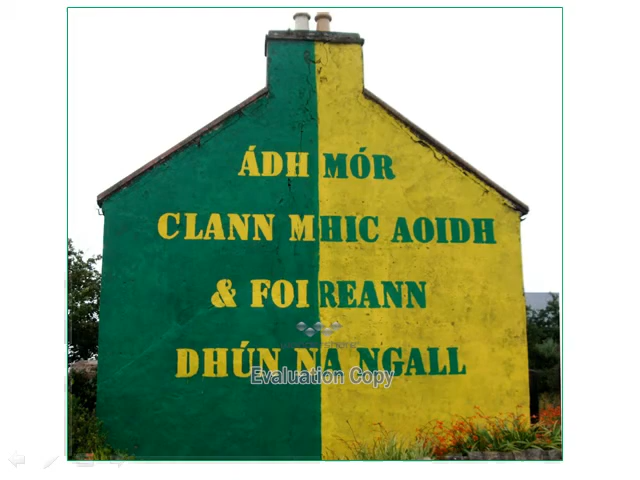 ÁDH MÓR
CLANN MHIC AOIDH
& FOIREANN
DHÚN NA NGALL
Evaluation Copy